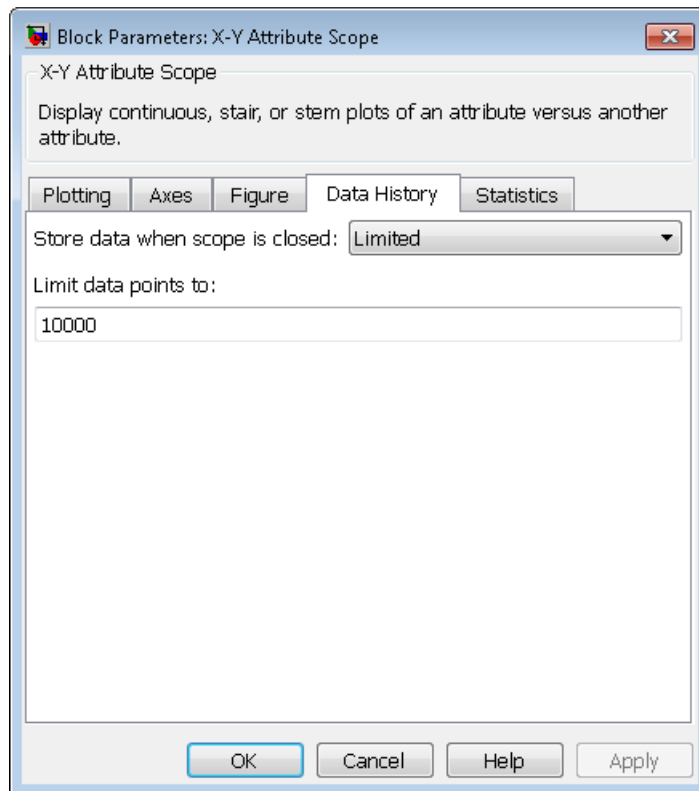 Block Parameters: X-Y Attribute Scope
X-Y Attribute Scope
Display continuous, stair, or stem plots of an attribute versus another
attribute.
Plotting Axes Figure Data History Statistics
Store data when scope is closed: Limited
Limit data points to:
10000
OK Cancel Help Apply